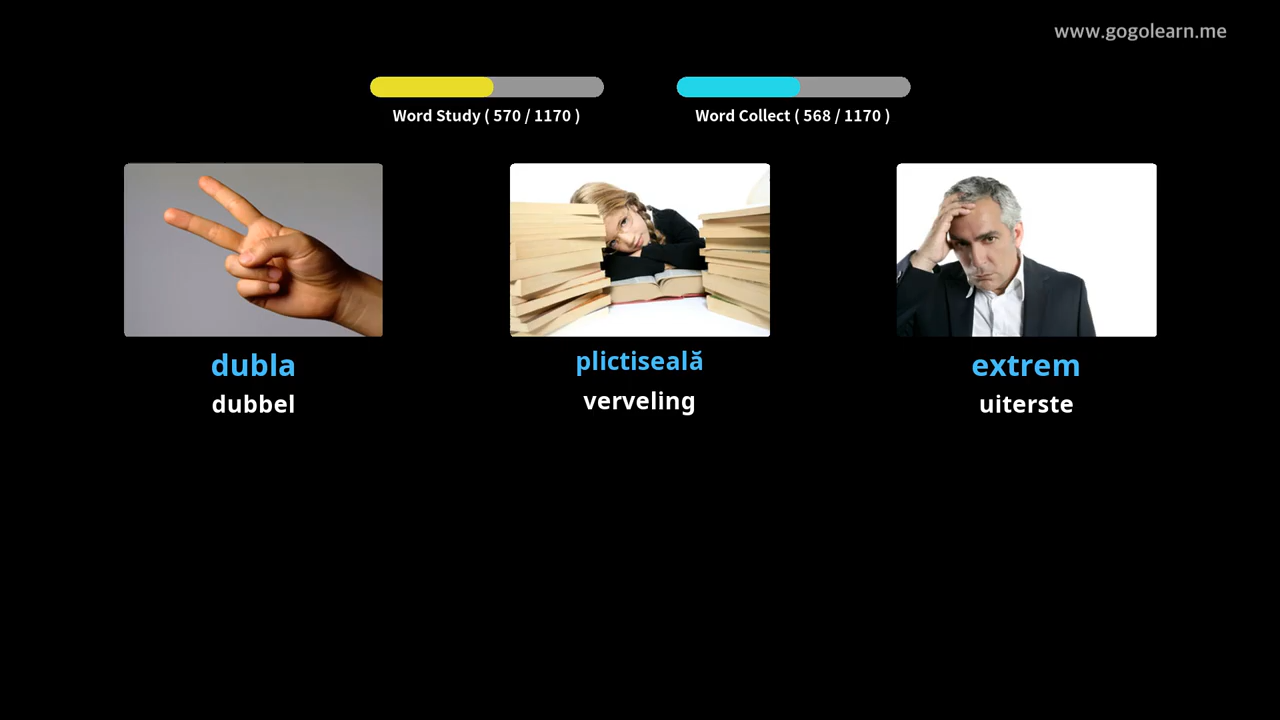 www.gogolearn.me
Word Study ( 570 / 1170 )
Word Collect ( 568 / 1170 )
dubla
dubbel
plictiseală
verveling
extrem
uiterste